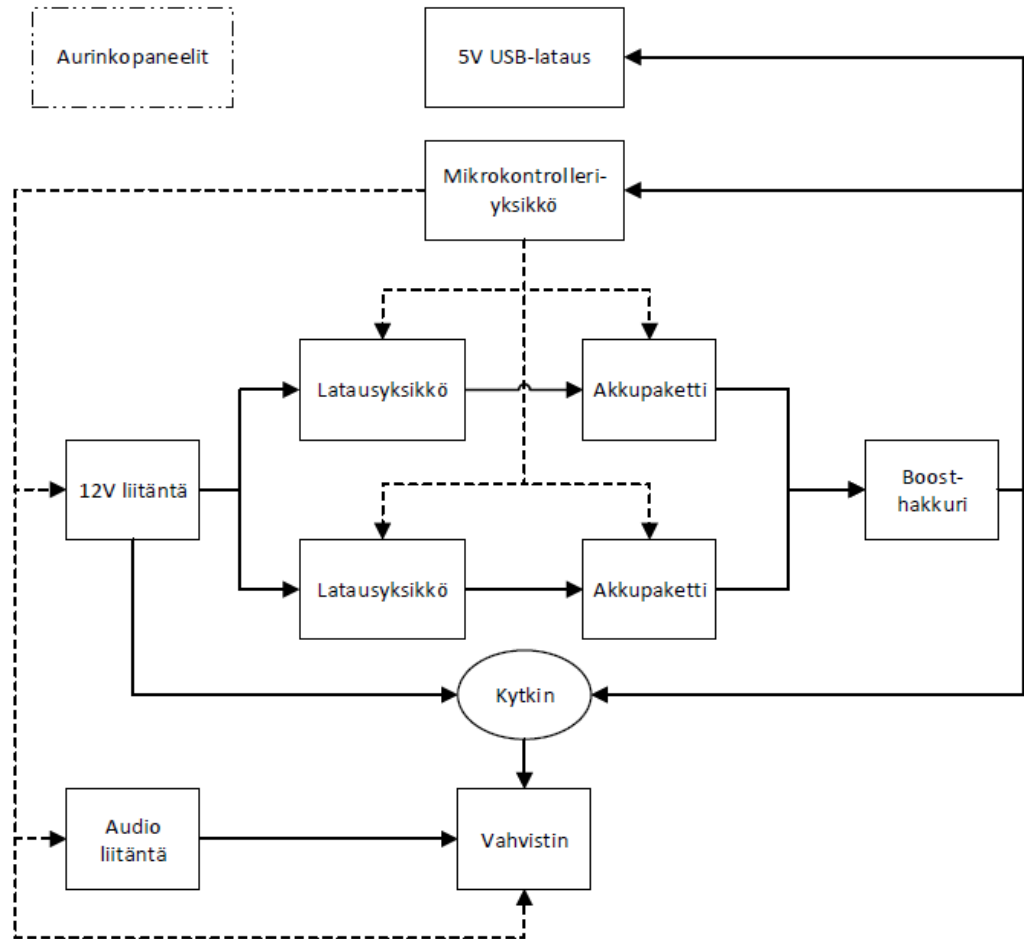 Aurinkopaneelit
5V USB-lataus
Mikrokontrolleri-
yksikkö
Latausyksikkö
Akkupaketti
12V liitäntä
Boost-
hakkuri
Latausyksikkö
Akkupaketti
Kytkin
Audio
liitäntä
Vahvistin